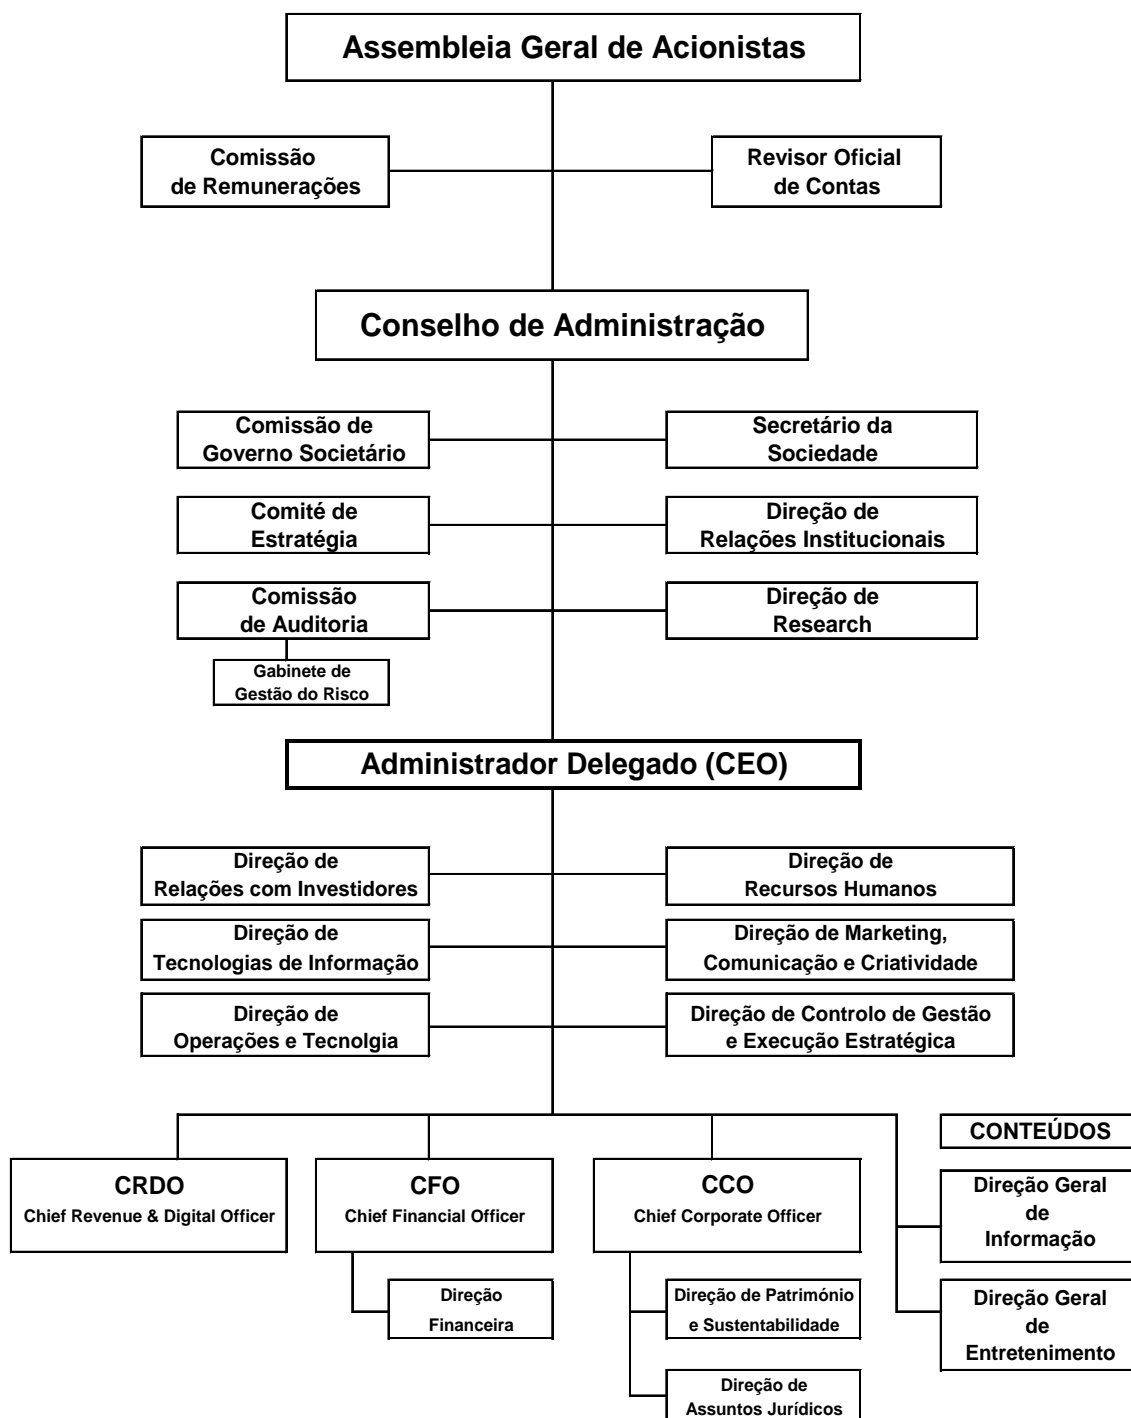 Assembleia Geral de Acionistas
Comissão
de Remunerações
Revisor Oficial
de Contas
Conselho de Administração
Comissão de
Governo Societário
Secretário da
Sociedade
Comité de
Estratégia
Direção de
Relações Institucionais
Comissão
de Auditoria
Direção de
Research
Gabinete de
Gestão do Risco
Administrador Delegado (CEO)
Direção de
Relações com Investidores
Direção de
Recursos Humanos
Direção de
Tecnologias de Informação
Direção de Marketing,
Comunicação e Criatividade
Direção de
Operações e Tecnolgia
Direção de Controlo de Gestão
e Execução Estratégica
CRDO
Chief Revenue & Digital Officer
CFO
Chief Financial Officer
CCO
Chief Corporate Officer
CONTEÚDOS
Direção Geral
de
Informação
Direção
Financeira
Direção de Património
e Sustentabilidade
Direção Geral
de
Entretenimento
Direção de
Assuntos Jurídicos